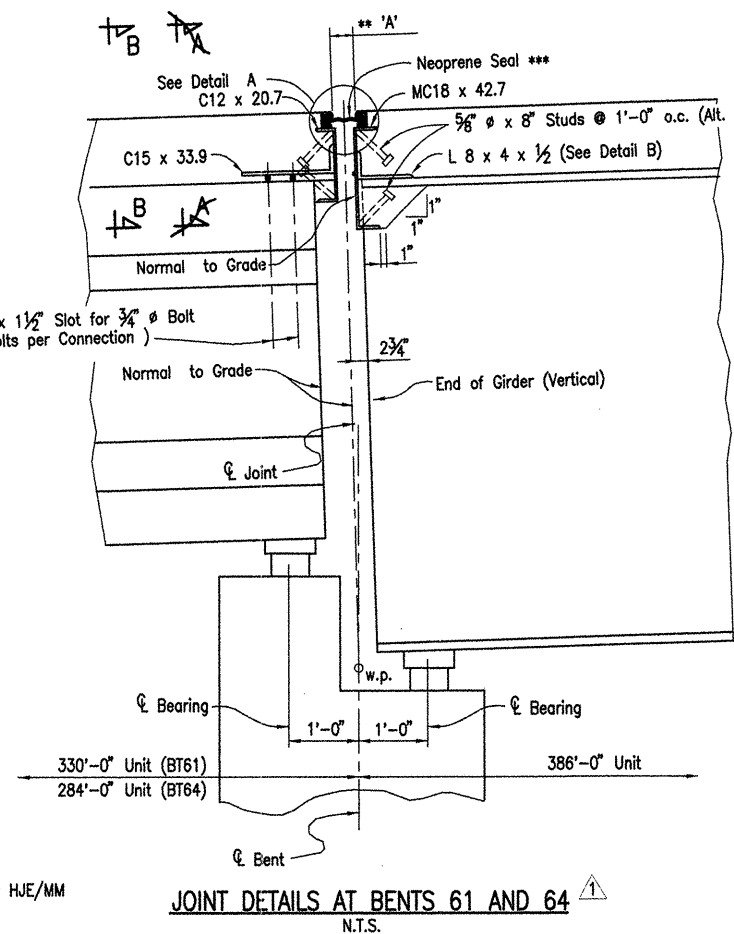 ** 'A'
B
A
Neoprene Seal ***
See Detail A
C12 x 20.7
MC18 x 42.7
5/8" ø x 8" Studs @ 1'-0" o.c. (Alt.
C15 x 33.9
L 8 x 4 x 1/2 (See Detail B)
B
A
1"
1"
1"
Normal to Grade
x 1 1/2" Slot for 3/4" ø Bolt
lts per Connection )
2 3/4"
Normal to Grade
End of Girder (Vertical)
℄ Joint
w.p.
℄ Bearing
℄ Bearing
1'-0"
1'-0"
330'-0" Unit (BT61)
386'-0" Unit
284'-0" Unit (BT64)
℄ Bent
HJE/MM
JOINT DETAILS AT BENTS 61 AND 64
1
N.T.S.